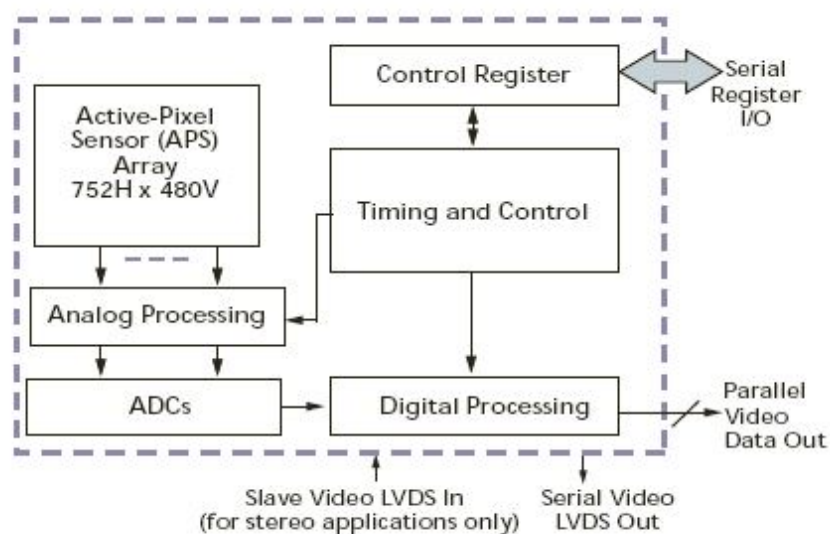 Control Register
Serial
Register
I/O
Active-Pixel
Sensor (APS)
Array
752H x 480V
Timing and Control
Analog Processing
ADCs
Digital Processing
Parallel
Video
Data Out
Slave Video LVDS In
(for stereo applications only)
Serial Video
LVDS Out